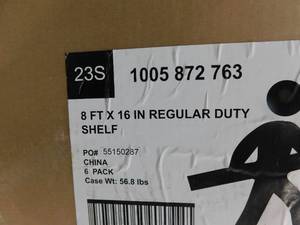 23S 1005 872 763
8 FT X 16 IN REGULAR DUTY
SHELF
PO# 55150287
CHINA
6 PACK
Case Wt: 56.8 lbs